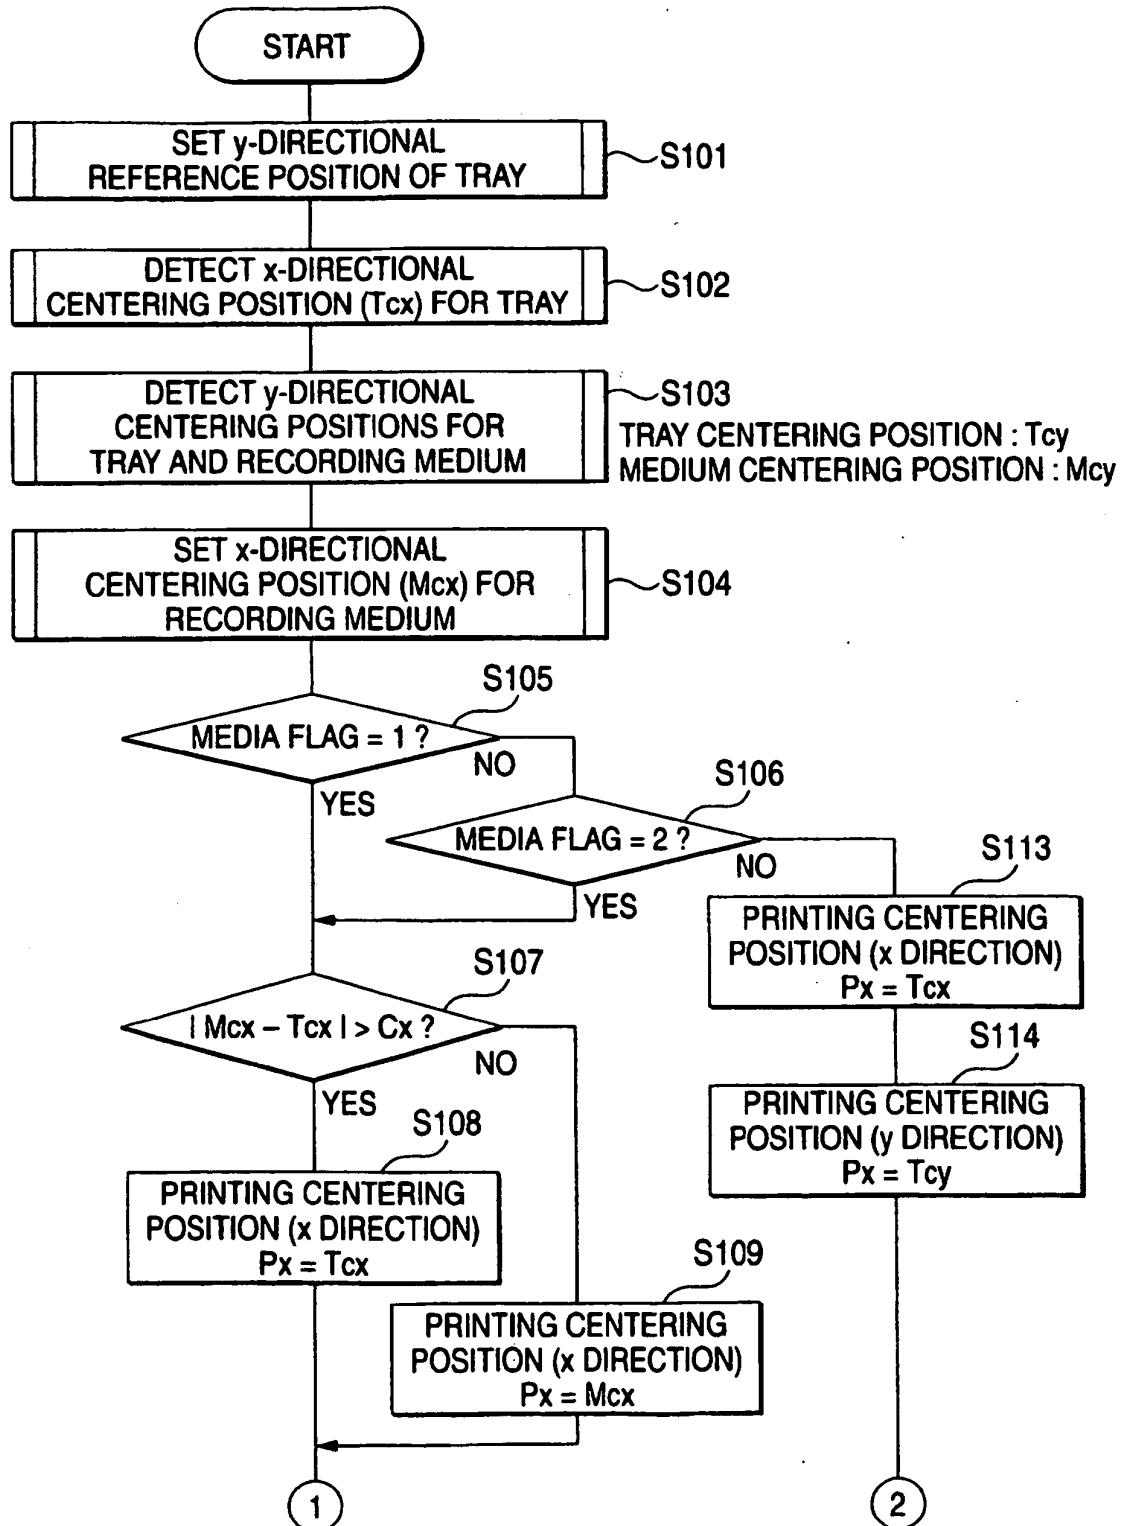 START
SET y-DIRECTIONAL
REFERENCE POSITION OF TRAY
S101
DETECT x-DIRECTIONAL
CENTERING POSITION (Tcx) FOR TRAY
S102
DETECT y-DIRECTIONAL
CENTERING POSITIONS FOR
TRAY AND RECORDING MEDIUM
S103
TRAY CENTERING POSITION : Tcy
MEDIUM CENTERING POSITION : Mcy
SET x-DIRECTIONAL
CENTERING POSITION (Mcx) FOR
RECORDING MEDIUM
S104
S105
MEDIA FLAG = 1 ?
NO
YES
S106
MEDIA FLAG = 2 ?
NO
YES
S113
PRINTING CENTERING
POSITION (x DIRECTION)
Px = Tcx
S107
| Mcx – Tcx | > Cx ?
NO
YES
S114
PRINTING CENTERING
POSITION (y DIRECTION)
Px = Tcy
S108
PRINTING CENTERING
POSITION (x DIRECTION)
Px = Tcx
S109
PRINTING CENTERING
POSITION (x DIRECTION)
Px = Mcx
1
2